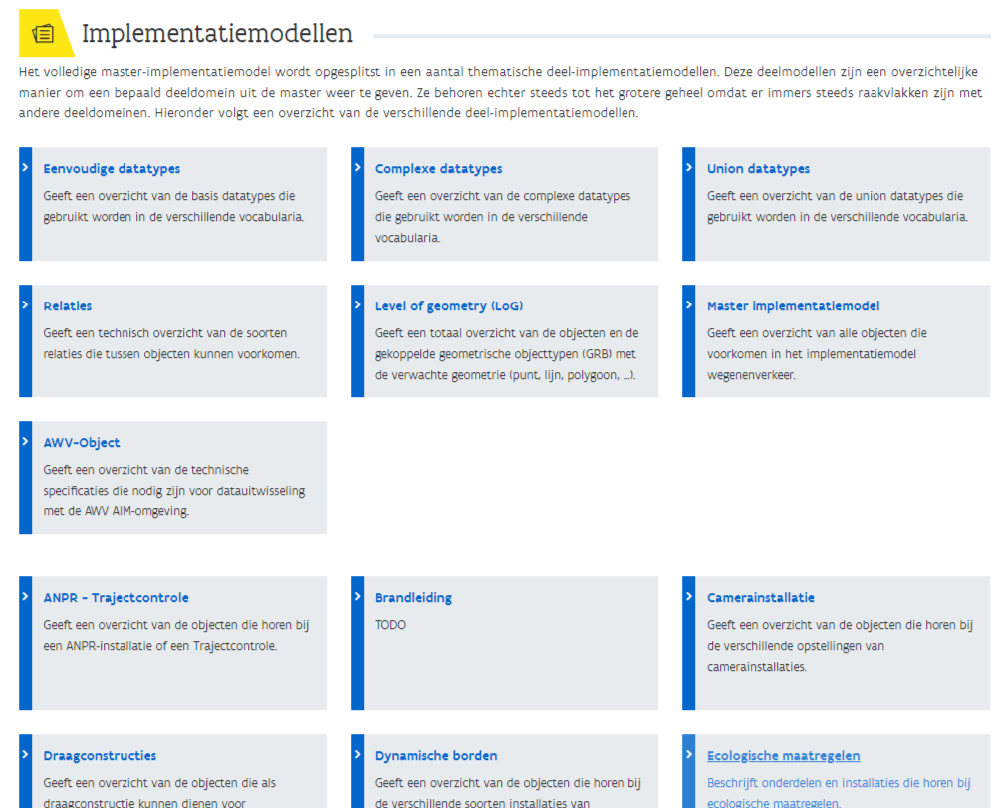 Implementatiemodellen
Het volledige master-implementatiemodel wordt opgesplitst in een aantal thematische deel-implementatiemodellen. Deze deelmodellen zijn een overzichtelijke
manier om een bepaald deeldomein uit de master weer te geven. Ze behoren echter steeds tot het grotere geheel omdat er immers steeds raakvlakken zijn met
andere deeldomeinen. Hieronder volgt een overzicht van de verschillende deel-implementatiemodellen.
Eenvoudige datatypes
Geeft een overzicht van de basis datatypes die
gebruikt worden in de verschillende vocabularia.
Complexe datatypes
Geeft een overzicht van de complexe datatypes
die gebruikt worden in de verschillende
vocabularia.
Union datatypes
Geeft een overzicht van de union datatypes die
gebruikt worden in de verschillende vocabularia.
Relaties
Geeft een technisch overzicht van de soorten
relaties die tussen objecten kunnen voorkomen.
Level of geometry (LoG)
Geeft een totaal overzicht van de objecten en de
gekoppelde geometrische objecttypen (GRB) met
de verwachte geometrie (punt, lijn, polygoon, ...).
Master implementatiemodel
Geeft een overzicht van alle objecten die
voorkomen in het implementatiemodel
wegenenverkeer.
AWV-Object
Geeft een overzicht van de technische
specificaties die nodig zijn voor datauitwisseling
met de AWV AIM-omgeving.
ANPR - Trajectcontrole
Geeft een overzicht van de objecten die horen bij
een ANPR-installatie of een Trajectcontrole.
Brandleiding
TODO
Camerainstallatie
Geeft een overzicht van de objecten die horen bij
de verschillende opstellingen van
camerainstallaties.
Draagconstructies
Geeft een overzicht van de objecten die als
draagconstructie kunnen dienen voor
Dynamische borden
Geeft een overzicht van de objecten die horen bij
de verschillende soorten installaties van
Ecologische maatregelen
Beschrijft onderdelen en installaties die horen bij
ecologische maatregelen.